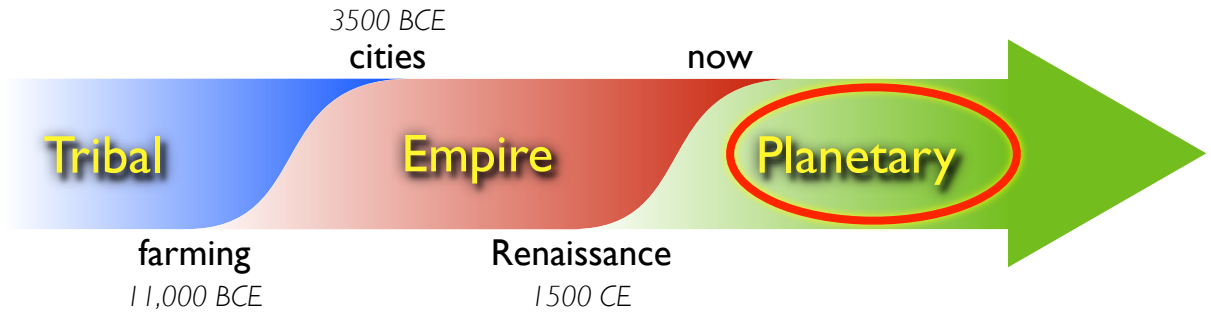 3500 BCE
cities
now
Tribal
Empire
Planetary
farming
11,000 BCE
Renaissance
1500 CE